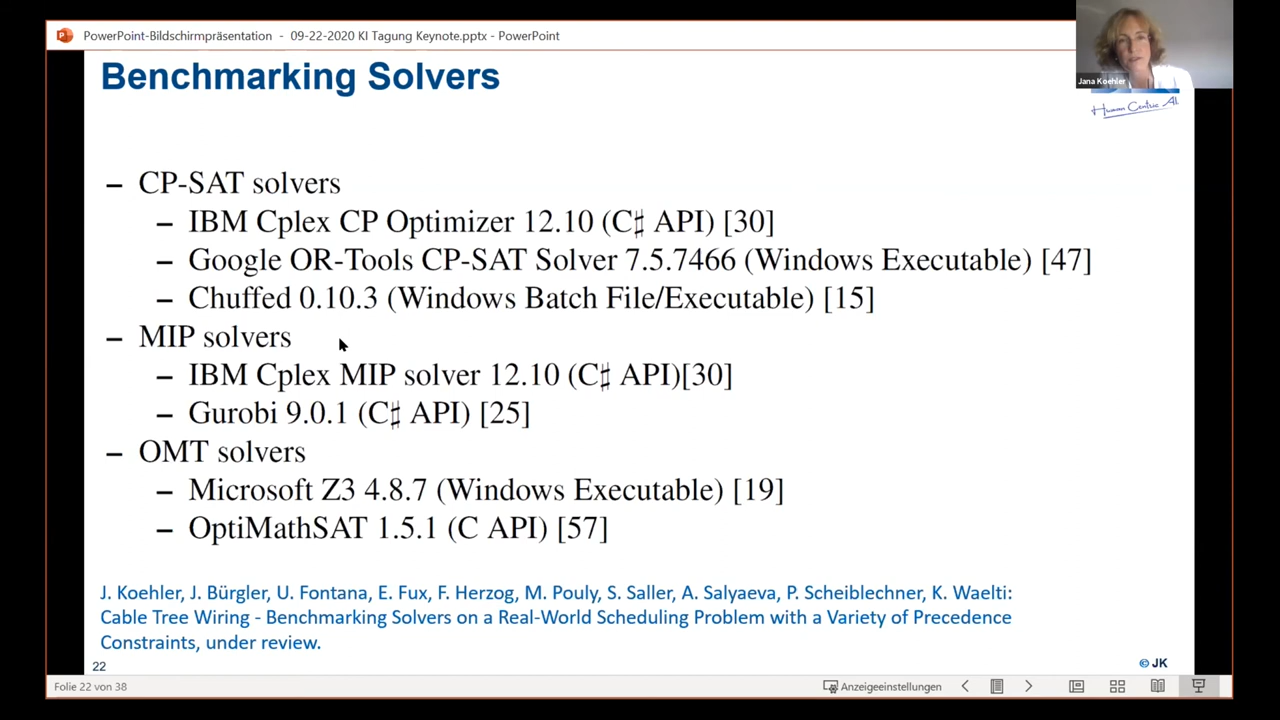 PowerPoint-Bildschirmpräsentation - 09-22-2020 KI Tagung Keynote.pptx - PowerPoint
Jana Koehler
Benchmarking Solvers
Human Centric AI
– CP-SAT solvers
– IBM Cplex CP Optimizer 12.10 (C♯ API) [30]
– Google OR-Tools CP-SAT Solver 7.5.7466 (Windows Executable) [47]
– Chuffed 0.10.3 (Windows Batch File/Executable) [15]
– MIP solvers
– IBM Cplex MIP solver 12.10 (C♯ API)[30]
– Gurobi 9.0.1 (C♯ API) [25]
– OMT solvers
– Microsoft Z3 4.8.7 (Windows Executable) [19]
– OptiMathSAT 1.5.1 (C API) [57]
J. Koehler, J. Bürgler, U. Fontana, E. Fux, F. Herzog, M. Pouly, S. Saller, A. Salyaeva, P. Scheiblechner, K. Waelti:
Cable Tree Wiring - Benchmarking Solvers on a Real-World Scheduling Problem with a Variety of Precedence
Constraints, under review.
22
© JK
Folie 22 von 38
Anzeigeeinstellungen